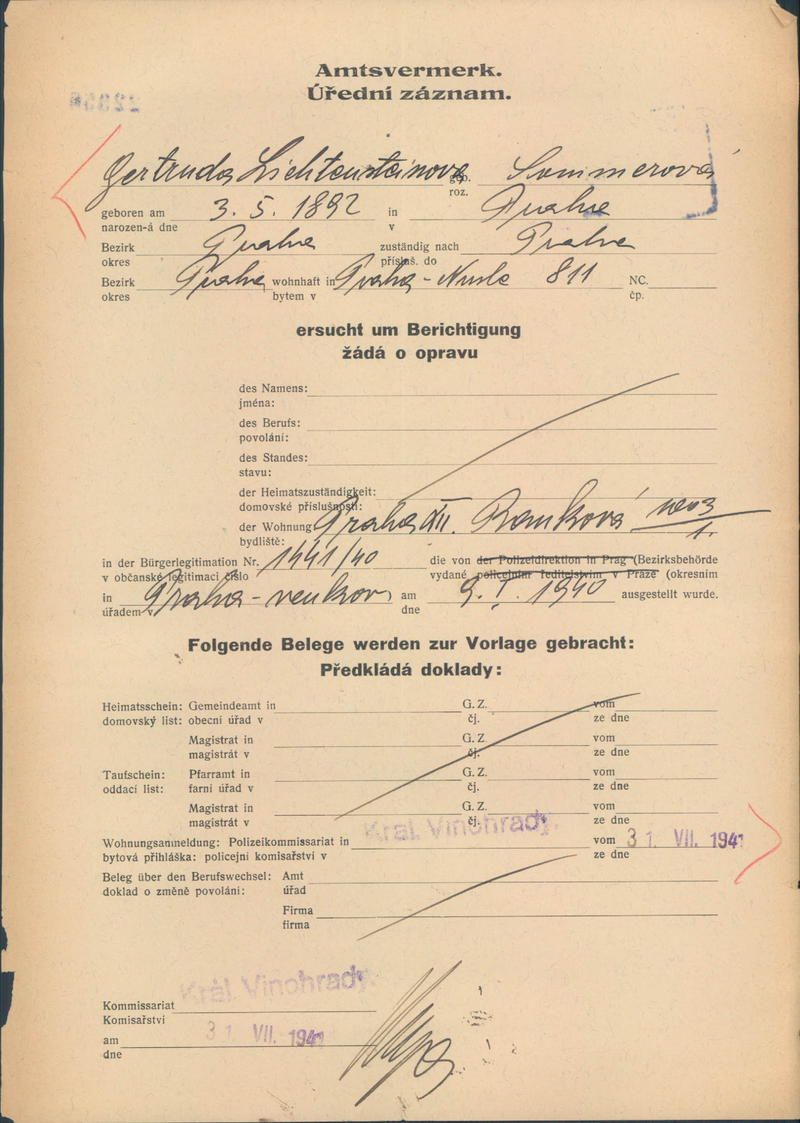 Amtsvermerk.
Úřední záznam.
Gertruda Lichtensteinova geb. Sommerová
roz.
geboren am 3. 5. 1892 in Praha
narozen-á dne v
Bezirk Praha zuständig nach Praha
okres přísluš. do
Bezirk Praha wohnhaft in Praha - Nusle 811 NC.
okres bytem v čp.
ersucht um Berichtigung
žádá o opravu
des Namens:
jména:
des Berufs:
povolání:
des Standes:
stavu:
der Heimatszuständigkeit:
domovské příslušnosti:
der Wohnung Praha XII.
bydliště:
in der Bürgerlegitimation Nr. 1441/40 die von der Polizeidirektion in Prag (Bezirksbehörde
v občanské legitimaci číslo vydané policejním ředitelstvím v Praze (okresním
in Praha - venkov am 9. I. 1940 ausgestellt wurde.
úřadem v dne
Folgende Belege werden zur Vorlage gebracht:
Předkládá doklady:
Heimatsschein: Gemeindeamt in G. Z. vom
domovský list: obecní úřad v čj. ze dne
Magistrat in G. Z. vom
magistrát v čj. ze dne
Taufschein: Pfarramt in G. Z. vom
oddací list: farní úřad v čj. ze dne
Magistrat in G. Z. vom
magistrát v čj. ze dne
Wohnungsanmeldung: Polizeikommissariat in Král. Vinohrady. vom 31. VII. 1941
bytová přihláška: policejní komisařství v ze dne
Beleg über den Berufswechsel: Amt
doklad o změně povolání: úřad
Firma
firma
Král. Vinohrady.
Kommissariat
Komisařství
am 31. VII. 1941
dne